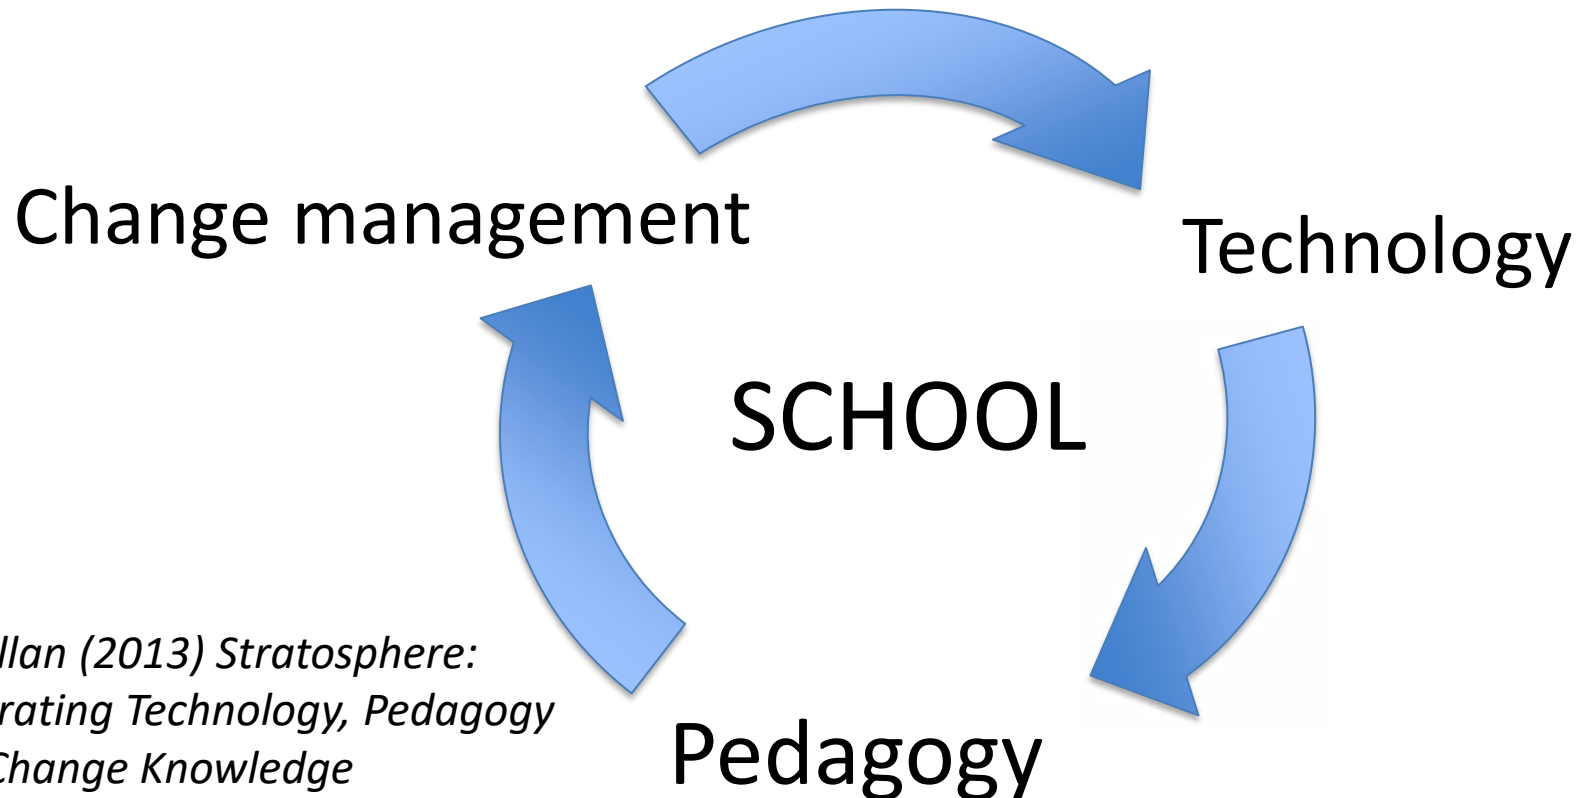 Change management
Technology
SCHOOL
llan (2013) Stratosphere:
rating Technology, Pedagogy
Change Knowledge
Pedagogy